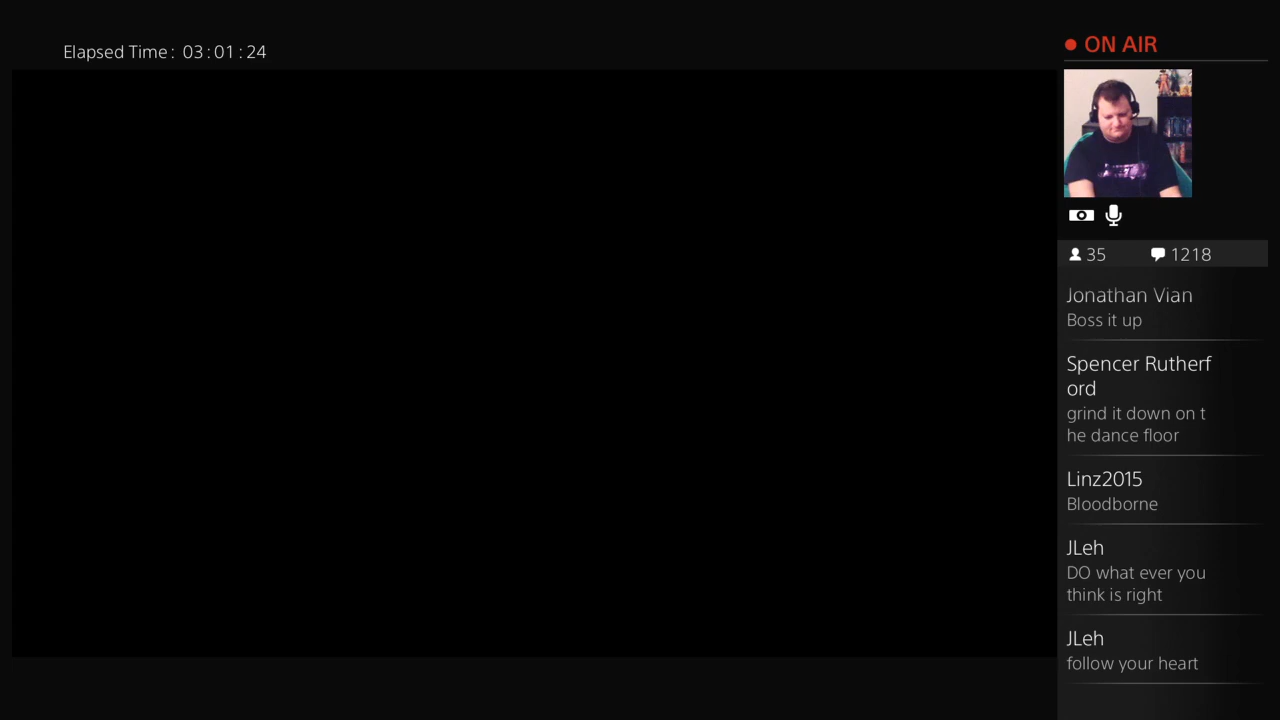 Elapsed Time: 03:01:24
ON AIR
35 1218
Jonathan Vian
Boss it up
Spencer Rutherf
ord
grind it down on t
he dance floor
Linz2015
Bloodborne
JLeh
DO what ever you
think is right
JLeh
follow your heart